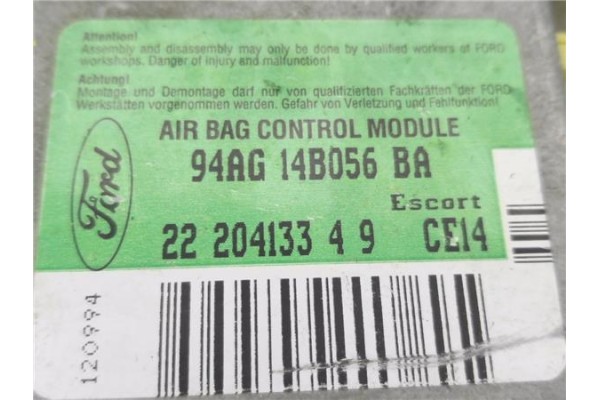 Attention!
Assembly and disassembly may only be done by qualified workers of FORD
workshops. Danger of injury and malfunction!
Achtung!
Montage und Demontage darf nur von qualifizierten Fachkräften der FORD-
Werkstätten vorgenommen werden. Gefahr von Verletzung und Fehlfunktion!
Ford
AIR BAG CONTROL MODULE
94AG 14B056 BA
Escort
22 204133 4 9 CE14
120994